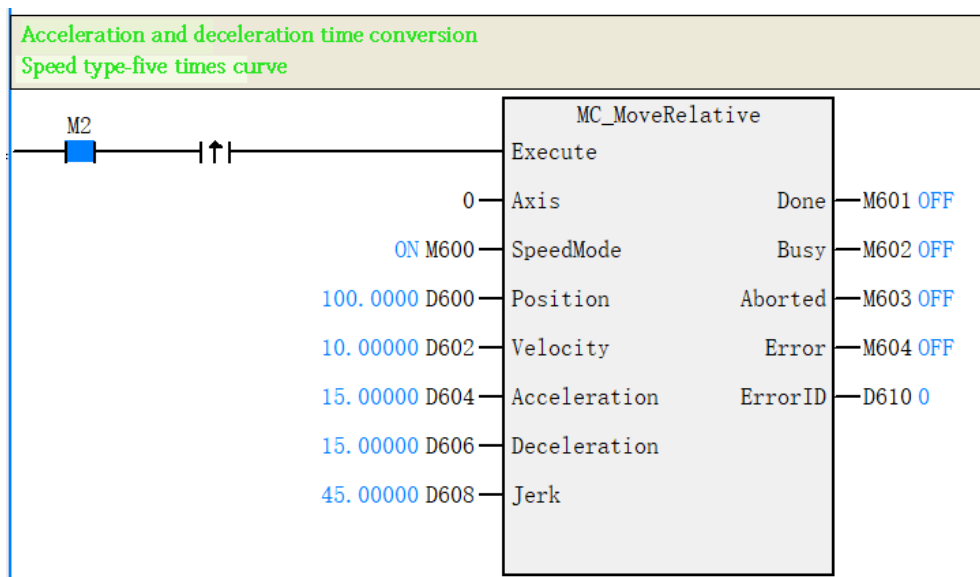 Acceleration and deceleration time conversion
Speed type-five times curve
MC_MoveRelative
M2
Execute
0 Axis Done M601 OFF
ON M600 SpeedMode Busy M602 OFF
100.0000 D600 Position Aborted M603 OFF
10.00000 D602 Velocity Error M604 OFF
15.00000 D604 Acceleration ErrorID D610 0
15.00000 D606 Deceleration
45.00000 D608 Jerk